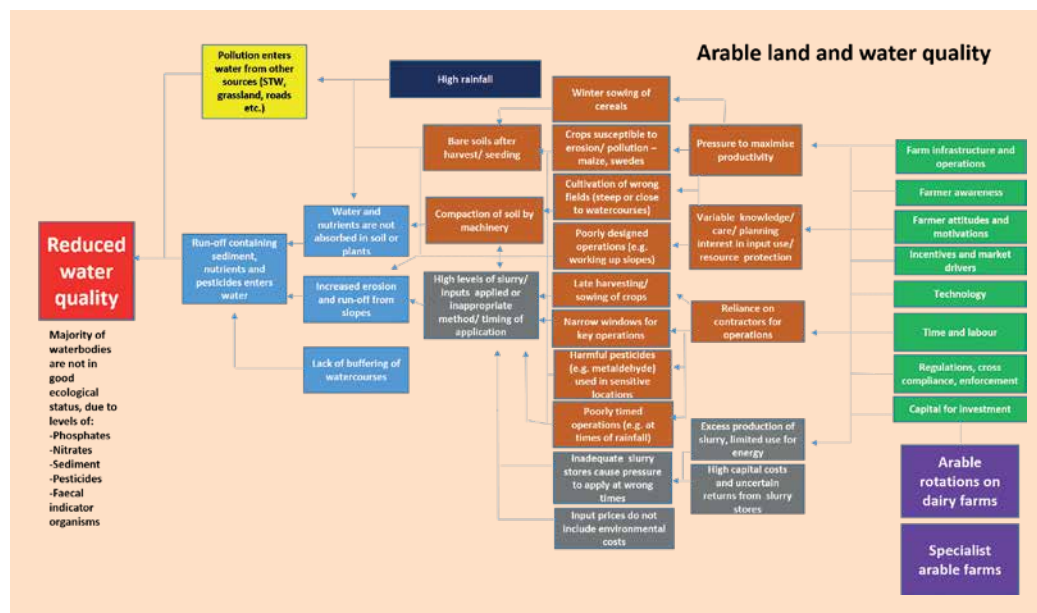 Arable land and water quality
Pollution enters
water from other
sources (STW,
grassland, roads
etc.)
High rainfall
Winter sowing of
cereals
Bare soils after
harvest/ seeding
Crops susceptible to
erosion/ pollution –
maize, swedes
Pressure to maximise
productivity
Farm infrastructure and
operations
Cultivation of wrong
fields (steep or close
to watercourses)
Farmer awareness
Reduced
water
quality
Run-off containing
sediment,
nutrients and
pesticides enters
water
Water and
nutrients are not
absorbed in soil or
plants
Compaction of soil by
machinery
Poorly designed
operations (e.g.
working up slopes)
Variable knowledge/
care/ planning
interest in input use/
resource protection
Farmer attitudes and
motivations
Incentives and market
drivers
Increased erosion
and run-off from
slopes
High levels of slurry/
inputs applied or
inappropriate
method/ timing of
application
Late harvesting/
sowing of crops
Technology
Narrow windows for
key operations
Reliance on
contractors for
operations
Time and labour
Lack of buffering of
watercourses
Harmful pesticides
(e.g. metaldehyde)
used in sensitive
locations
Regulations, cross
compliance, enforcement
Poorly timed
operations (e.g. at
times of rainfall)
Capital for investment
Excess production of
slurry, limited use for
energy
Inadequate slurry
stores cause pressure
to apply at wrong
times
High capital costs
and uncertain
returns from slurry
stores
Input prices do not
include environmental
costs
Arable
rotations on
dairy farms
Specialist
arable farms
Majority of
waterbodies
are not in
good
ecological
status, due to
levels of:
-Phosphates
-Nitrates
-Sediment
-Pesticides
-Faecal
indicator
organisms